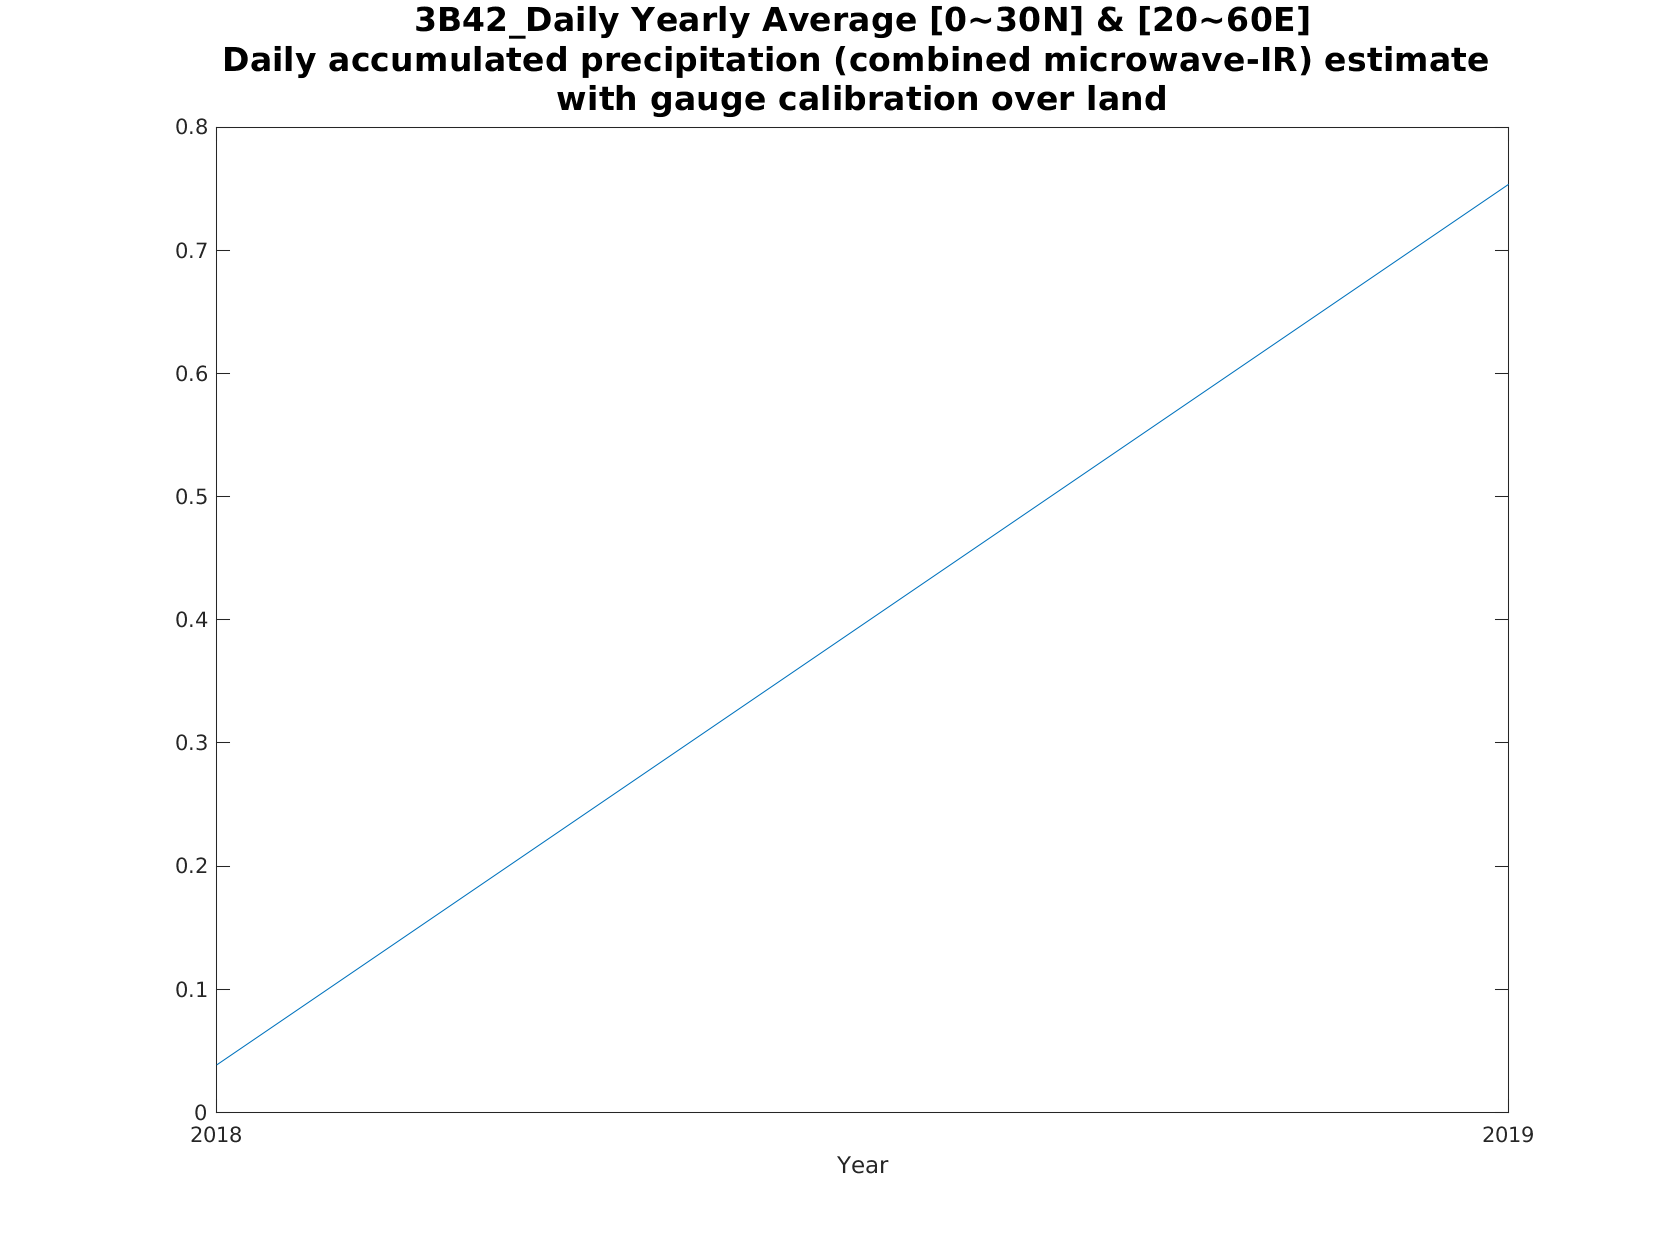 3B42_Daily Yearly Average [0~30N] & [20~60E]
Daily accumulated precipitation (combined microwave-IR) estimate
with gauge calibration over land
0.8
0.7
0.6
0.5
0.4
0.3
0.2
0.1
0
2018 2019
Year